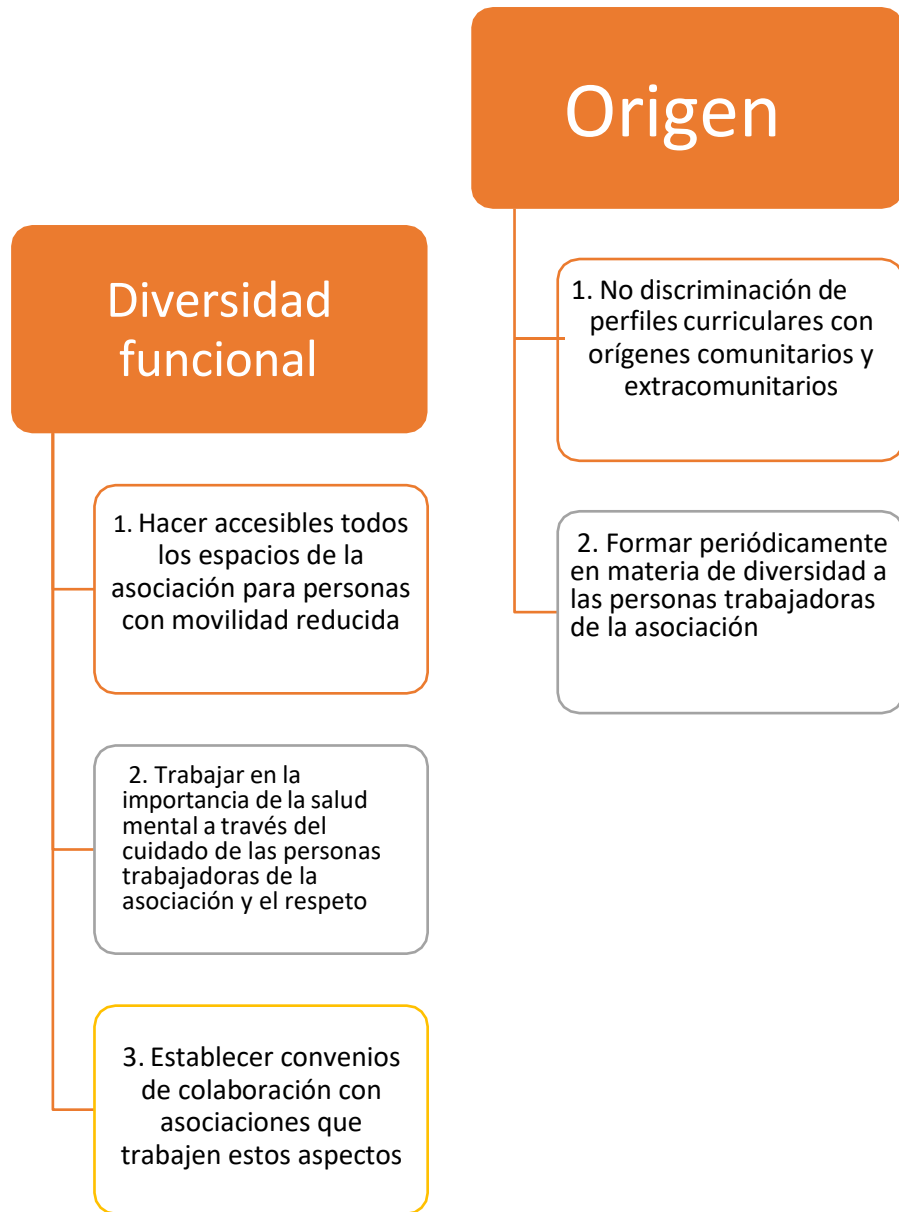 Diversidad
funcional
1. Hacer accesibles todos
los espacios de la
asociación para personas
con movilidad reducida
2. Trabajar en la
importancia de la salud
mental a través del
cuidado de las personas
trabajadoras de la
asociación y el respeto
3. Establecer convenios
de colaboración con
asociaciones que
trabajen estos aspectos
Origen
1. No discriminación de
perfiles curriculares con
orígenes comunitarios y
extracomunitarios
2. Formar periódicamente
en materia de diversidad a
las personas trabajadoras
de la asociación